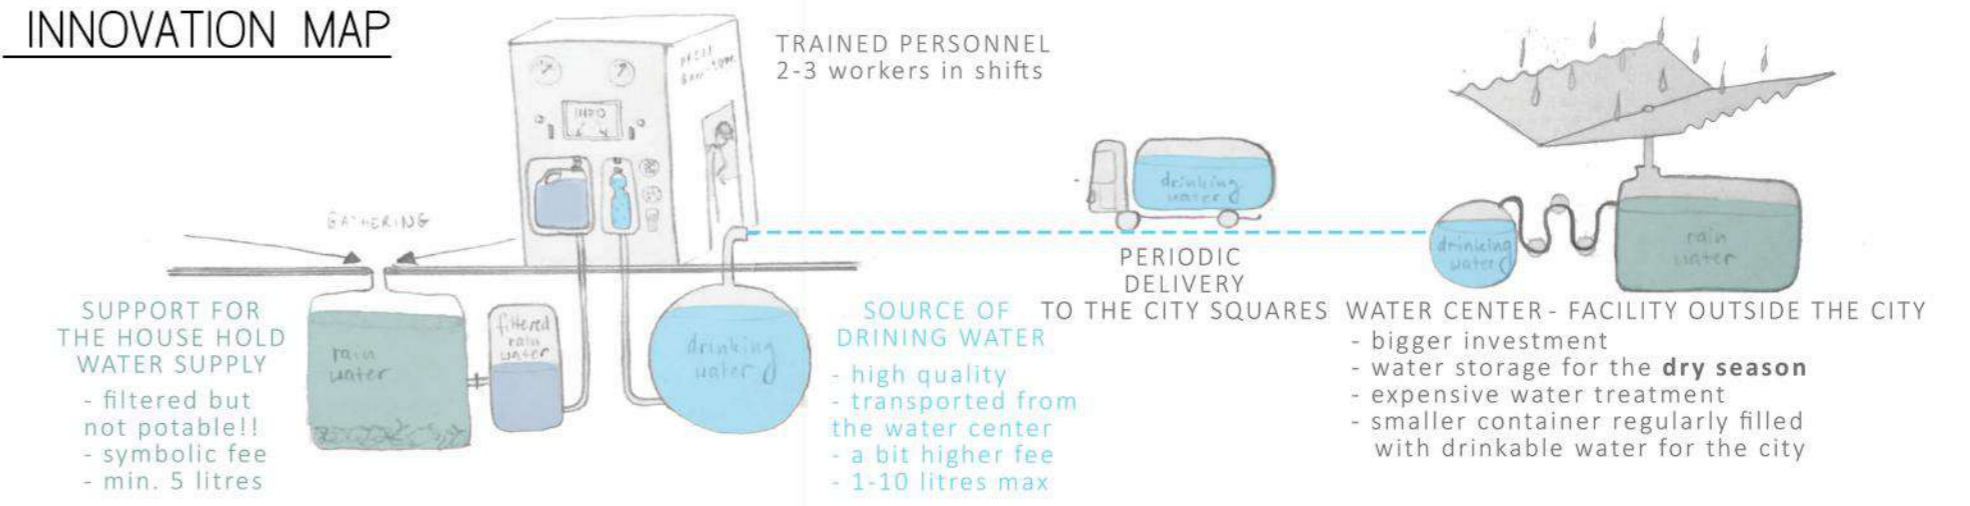 INNOVATION MAP
TRAINED PERSONNEL
2-3 workers in shifts
INFO
GATHERING
drinking
water
PERIODIC
DELIVERY
TO THE CITY SQUARES
drinking
water
rain
water
SUPPORT FOR
THE HOUSE HOLD
WATER SUPPLY
- filtered but
not potable!!
- symbolic fee
- min. 5 litres
rain
water
filtered
rain
water
drinking
water
SOURCE OF
DRINING WATER
- high quality
- transported from
the water center
- a bit higher fee
- 1-10 litres max
WATER CENTER - FACILITY OUTSIDE THE CITY
- bigger investment
- water storage for the dry season
- expensive water treatment
- smaller container regularly filled
with drinkable water for the city